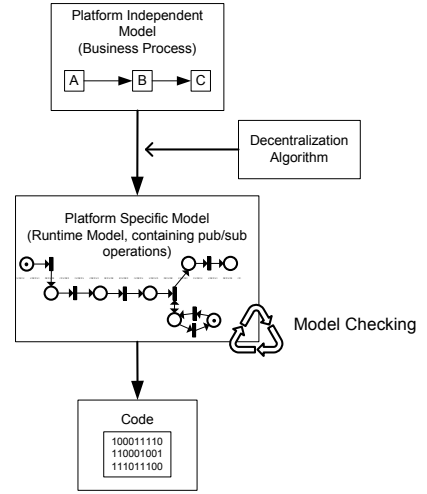 Platform Independent
Model
(Business Process)
A B C
Decentralization
Algorithm
Platform Specific Model
(Runtime Model, containing pub/sub
operations)
Model Checking
Code
100011110
110001001
111011100